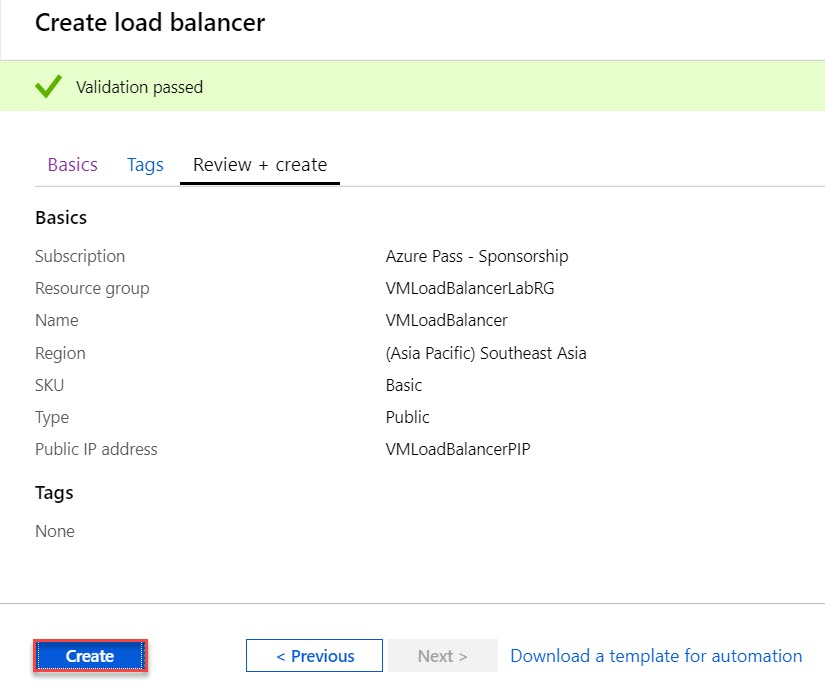 Create load balancer
Validation passed
Basics Tags Review + create
Basics
Subscription Azure Pass - Sponsorship
Resource group VMLoadBalancerLabRG
Name VMLoadBalancer
Region (Asia Pacific) Southeast Asia
SKU Basic
Type Public
Public IP address VMLoadBalancerPIP
Tags
None
Create < Previous Next > Download a template for automation